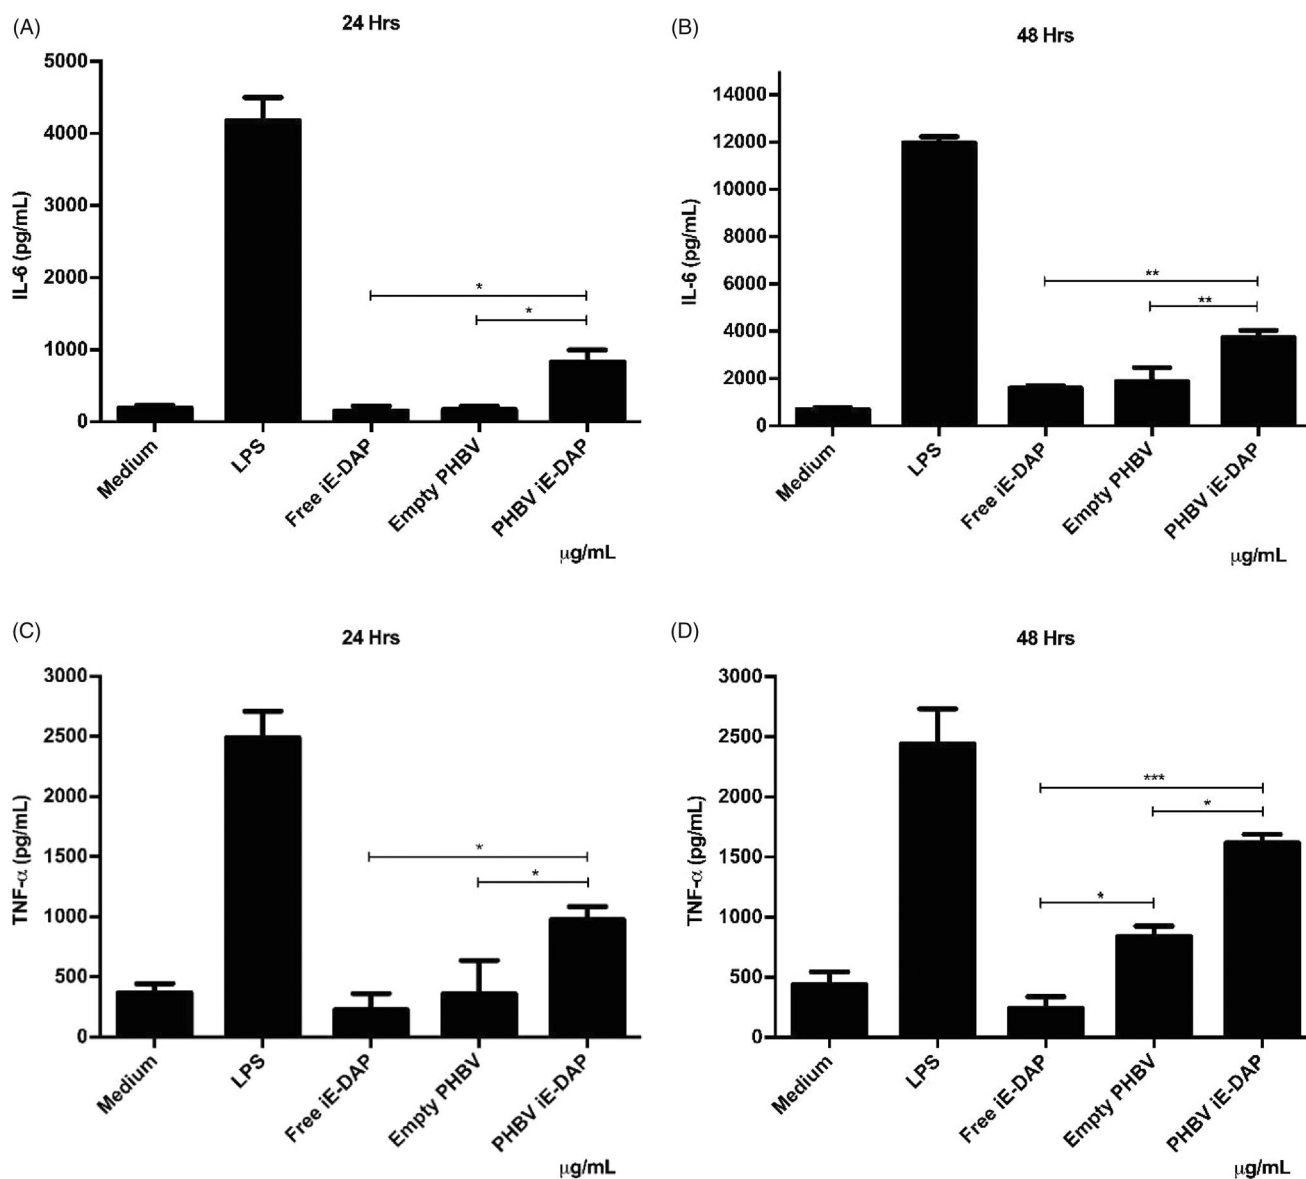 (A)
24 Hrs
IL-6 (pg/mL)
5000
4000
3000
2000
1000
0
*
*
Medium
LPS
Free iE-DAP
Empty PHBV
PHBV iE-DAP
μg/mL
(B)
48 Hrs
IL-6 (pg/mL)
14000
12000
10000
8000
6000
4000
2000
0
**
**
Medium
LPS
Free iE-DAP
Empty PHBV
PHBV iE-DAP
μg/mL
(C)
24 Hrs
TNF-α (pg/mL)
3000
2500
2000
1500
1000
500
0
*
*
Medium
LPS
Free iE-DAP
Empty PHBV
PHBV iE-DAP
μg/mL
(D)
48 Hrs
TNF-α (pg/mL)
3000
2500
2000
1500
1000
500
0
***
*
*
Medium
LPS
Free iE-DAP
Empty PHBV
PHBV iE-DAP
μg/mL